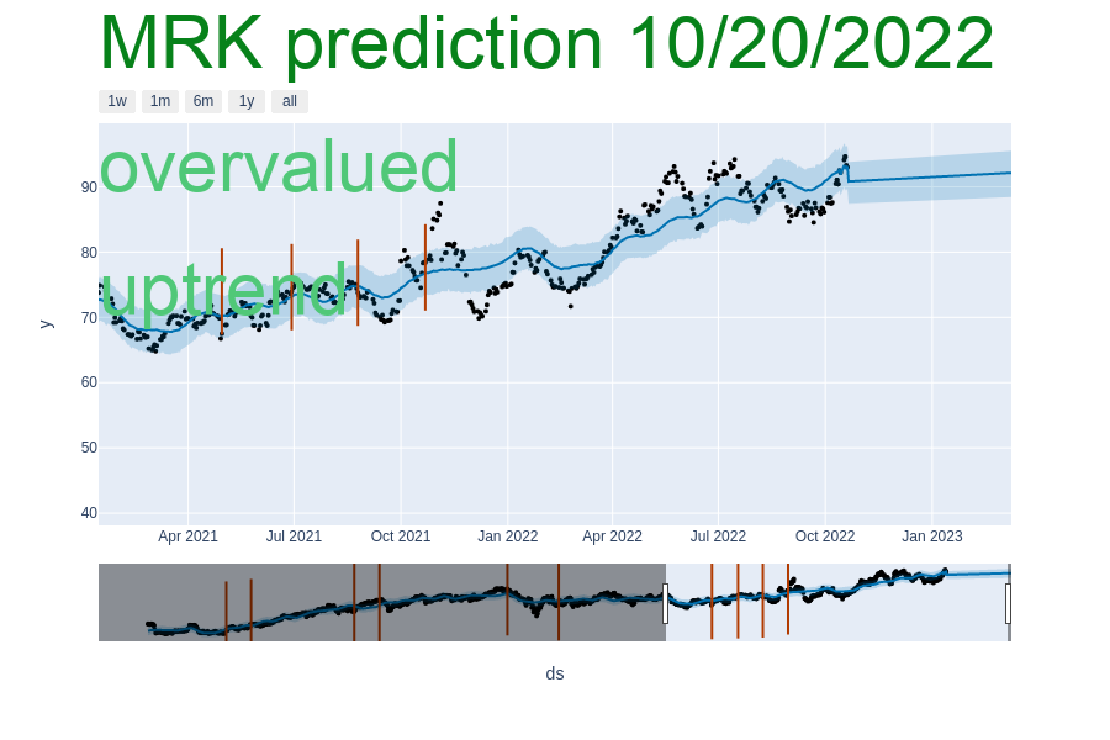 MRK prediction 10/20/2022
1w 1m 6m 1y all
overvalued
90
80
uptrend
70
y
60
50
40
Apr 2021 Jul 2021 Oct 2021 Jan 2022 Apr 2022 Jul 2022 Oct 2022 Jan 2023
ds